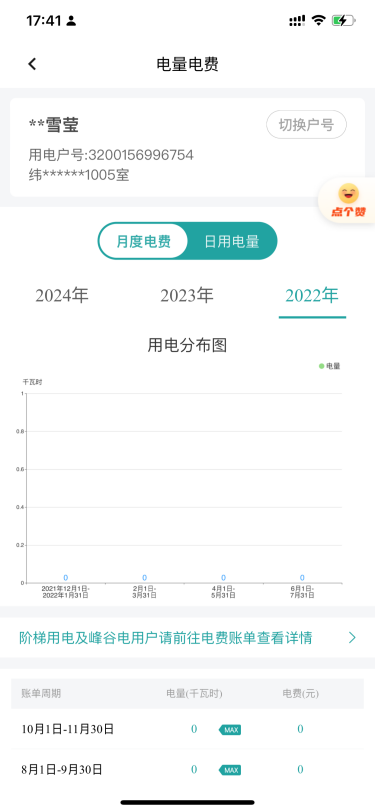 17:41
电量电费
**雪莹
切换户号
用电户号:3200156996754
纬******1005室
点个赞
月度电费
日用电量
2024年
2023年
2022年
用电分布图
电量
千瓦时
1
0.8
0.6
0.4
0.2
0
0
0
0
0
2021年12月1日-
2022年1月31日
2月1日-
3月31日
4月1日-
5月31日
6月1日-
7月31日
阶梯用电及峰谷电用户请前往电费账单查看详情
账单周期 电量(千瓦时) 电费(元)
10月1日-11月30日 0 MAX 0
8月1日-9月30日 0 MAX 0